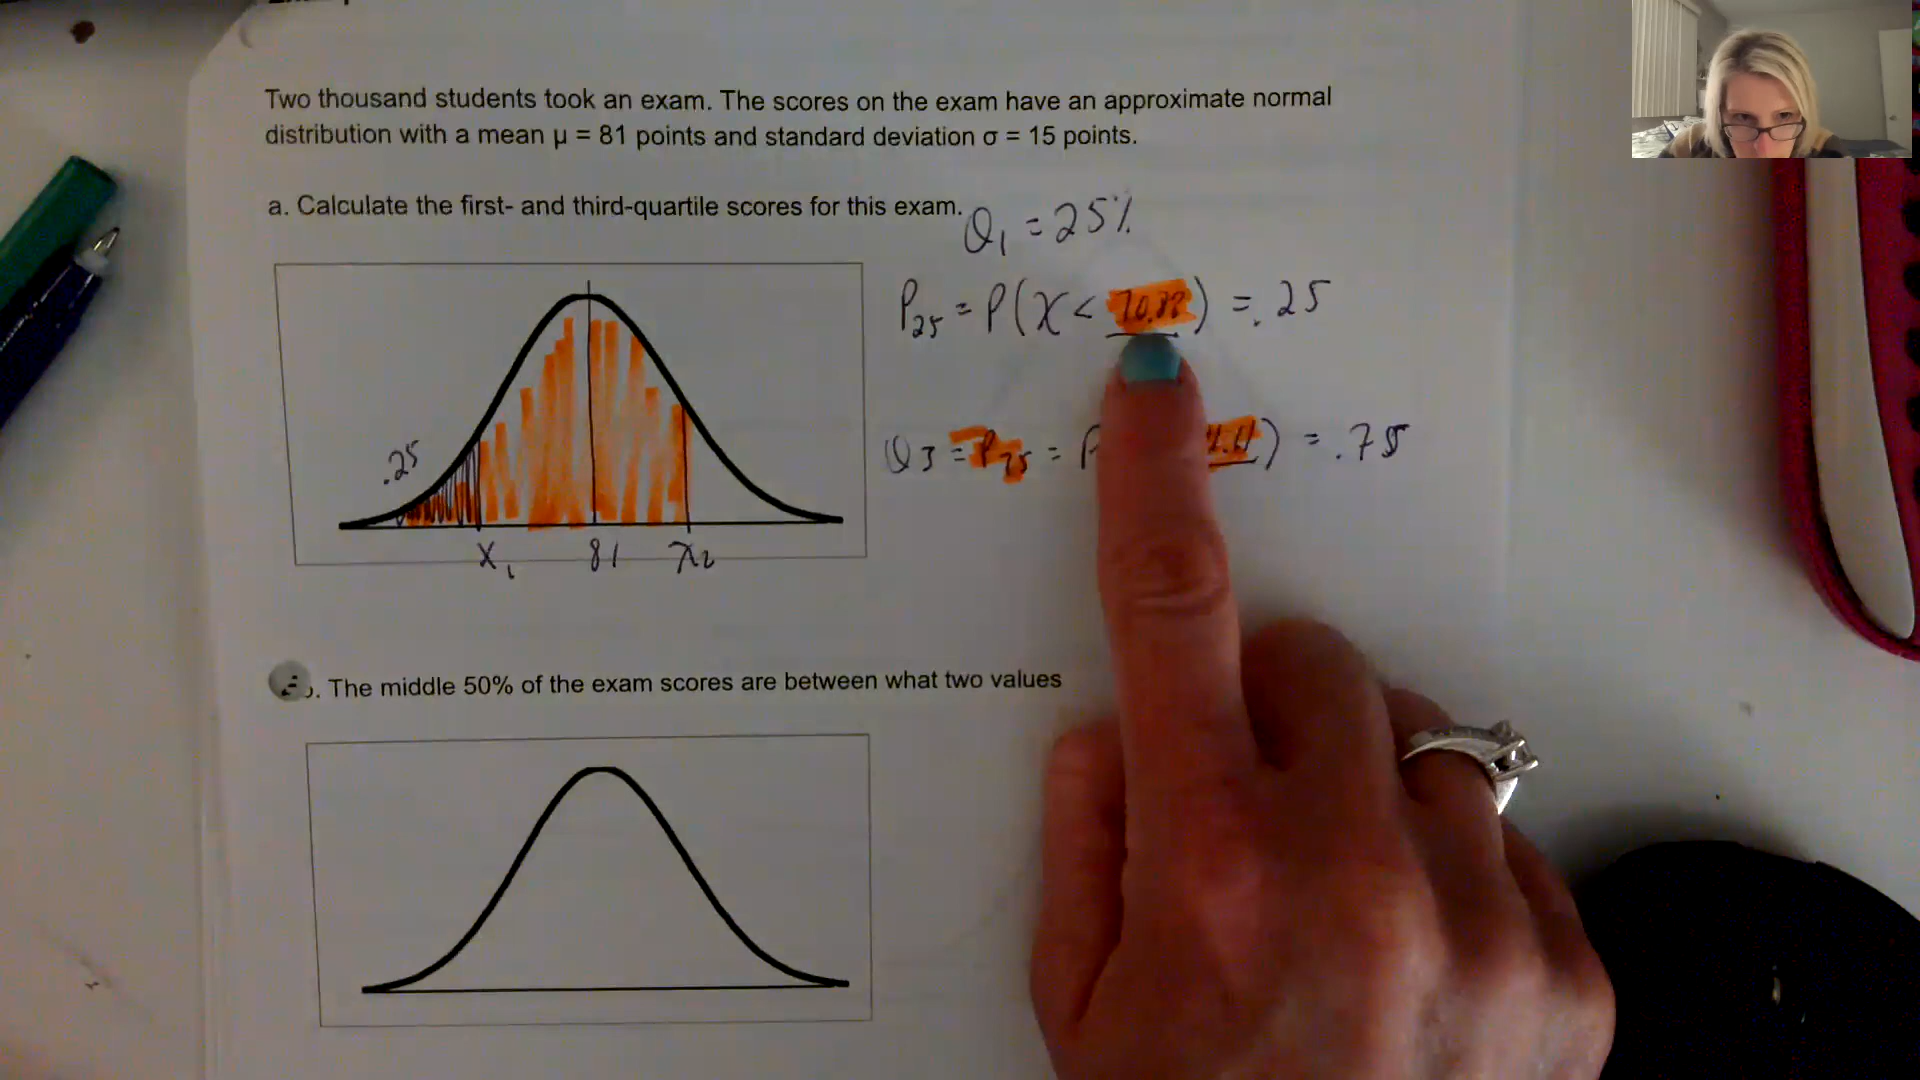 Two thousand students took an exam. The scores on the exam have an approximate normal
distribution with a mean μ = 81 points and standard deviation σ = 15 points.
a. Calculate the first- and third-quartile scores for this exam.
Q₁ = 25%
P₂₅ = P(X < 70.88) = .25
.25
Q3 = P₇₅ = P ) = .75
X₁ 81 X₂
. The middle 50% of the exam scores are between what two values